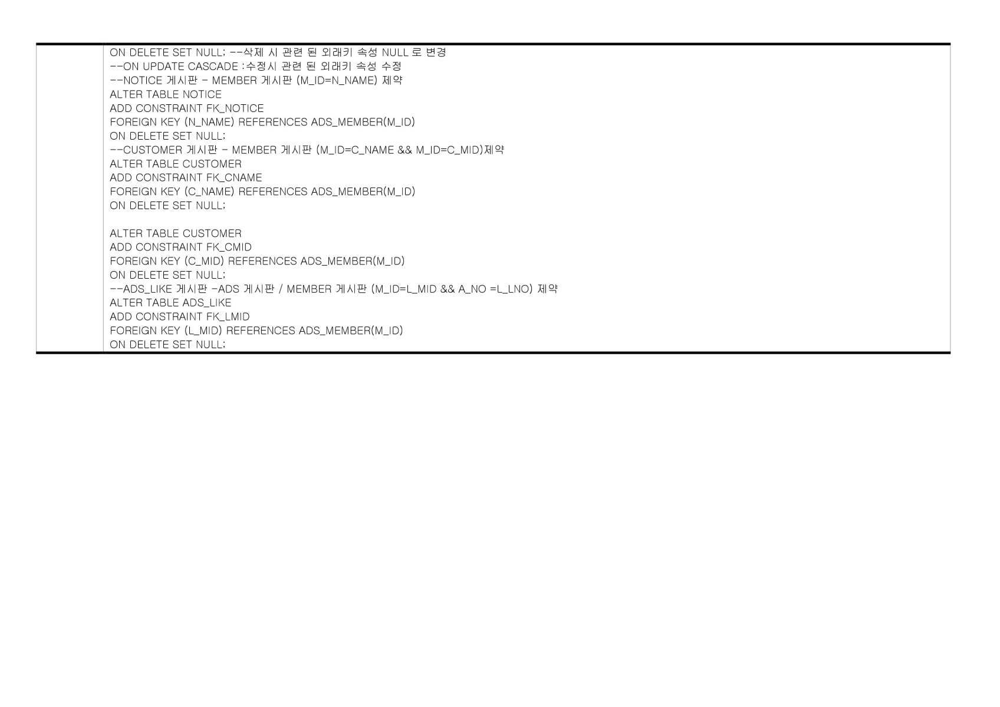 ON DELETE SET NULL; --삭제 시 관련 된 외래키 속성 NULL 로 변경
--ON UPDATE CASCADE :수정시 관련 된 외래키 속성 수정
--NOTICE 게시판 - MEMBER 게시판 (M_ID=N_NAME) 제약
ALTER TABLE NOTICE
ADD CONSTRAINT FK_NOTICE
FOREIGN KEY (N_NAME) REFERENCES ADS_MEMBER(M_ID)
ON DELETE SET NULL;
--CUSTOMER 게시판 - MEMBER 게시판 (M_ID=C_NAME && M_ID=C_MID)제약
ALTER TABLE CUSTOMER
ADD CONSTRAINT FK_CNAME
FOREIGN KEY (C_NAME) REFERENCES ADS_MEMBER(M_ID)
ON DELETE SET NULL;

ALTER TABLE CUSTOMER
ADD CONSTRAINT FK_CMID
FOREIGN KEY (C_MID) REFERENCES ADS_MEMBER(M_ID)
ON DELETE SET NULL;
--ADS_LIKE 게시판 -ADS 게시판 / MEMBER 게시판 (M_ID=L_MID && A_NO =L_LNO) 제약
ALTER TABLE ADS_LIKE
ADD CONSTRAINT FK_LMID
FOREIGN KEY (L_MID) REFERENCES ADS_MEMBER(M_ID)
ON DELETE SET NULL;